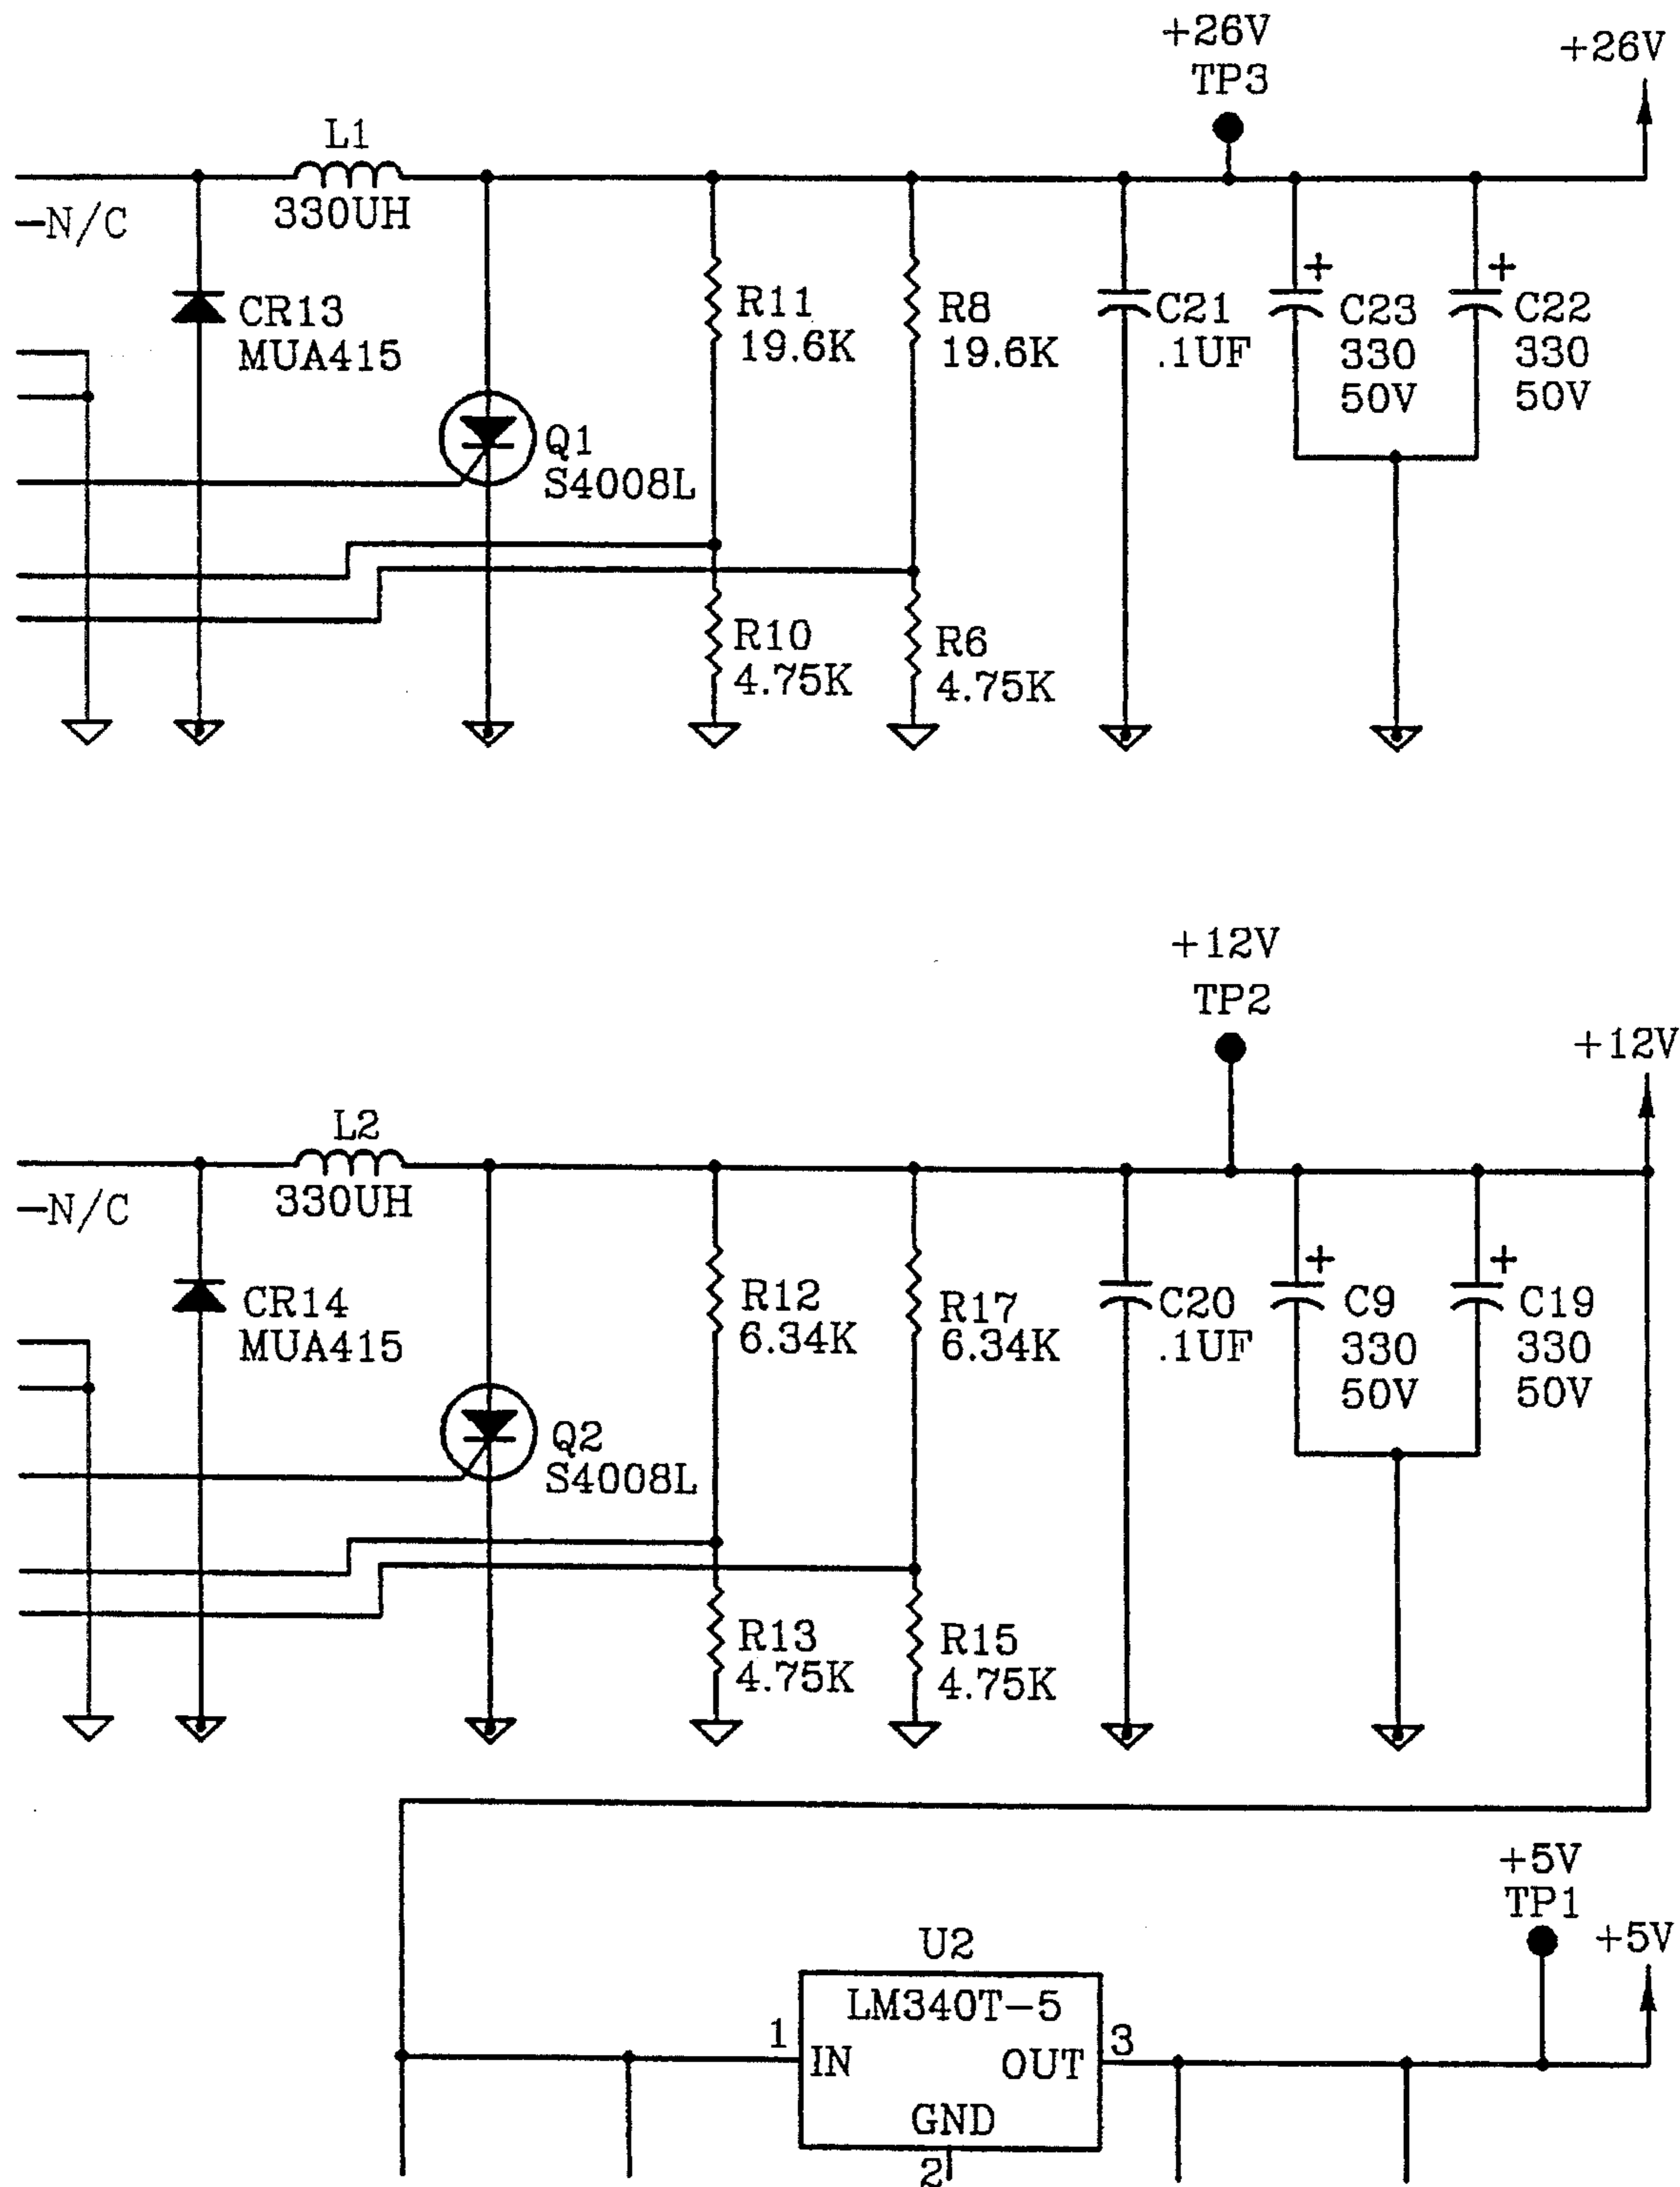 +26V
TP3
+26V
L1
330UH
-N/C
CR13
MUA415
R11
19.6K
R8
19.6K
C21
.1UF
+
C23
330
50V
+
C22
330
50V
Q1
S4008L
R10
4.75K
R6
4.75K
+12V
TP2
+12V
L2
330UH
-N/C
CR14
MUA415
R12
6.34K
R17
6.34K
C20
.1UF
+
C9
330
50V
+
C19
330
50V
Q2
S4008L
R13
4.75K
R15
4.75K
+5V
TP1
+5V
U2
LM340T-5
1
IN
OUT
3
GND
2